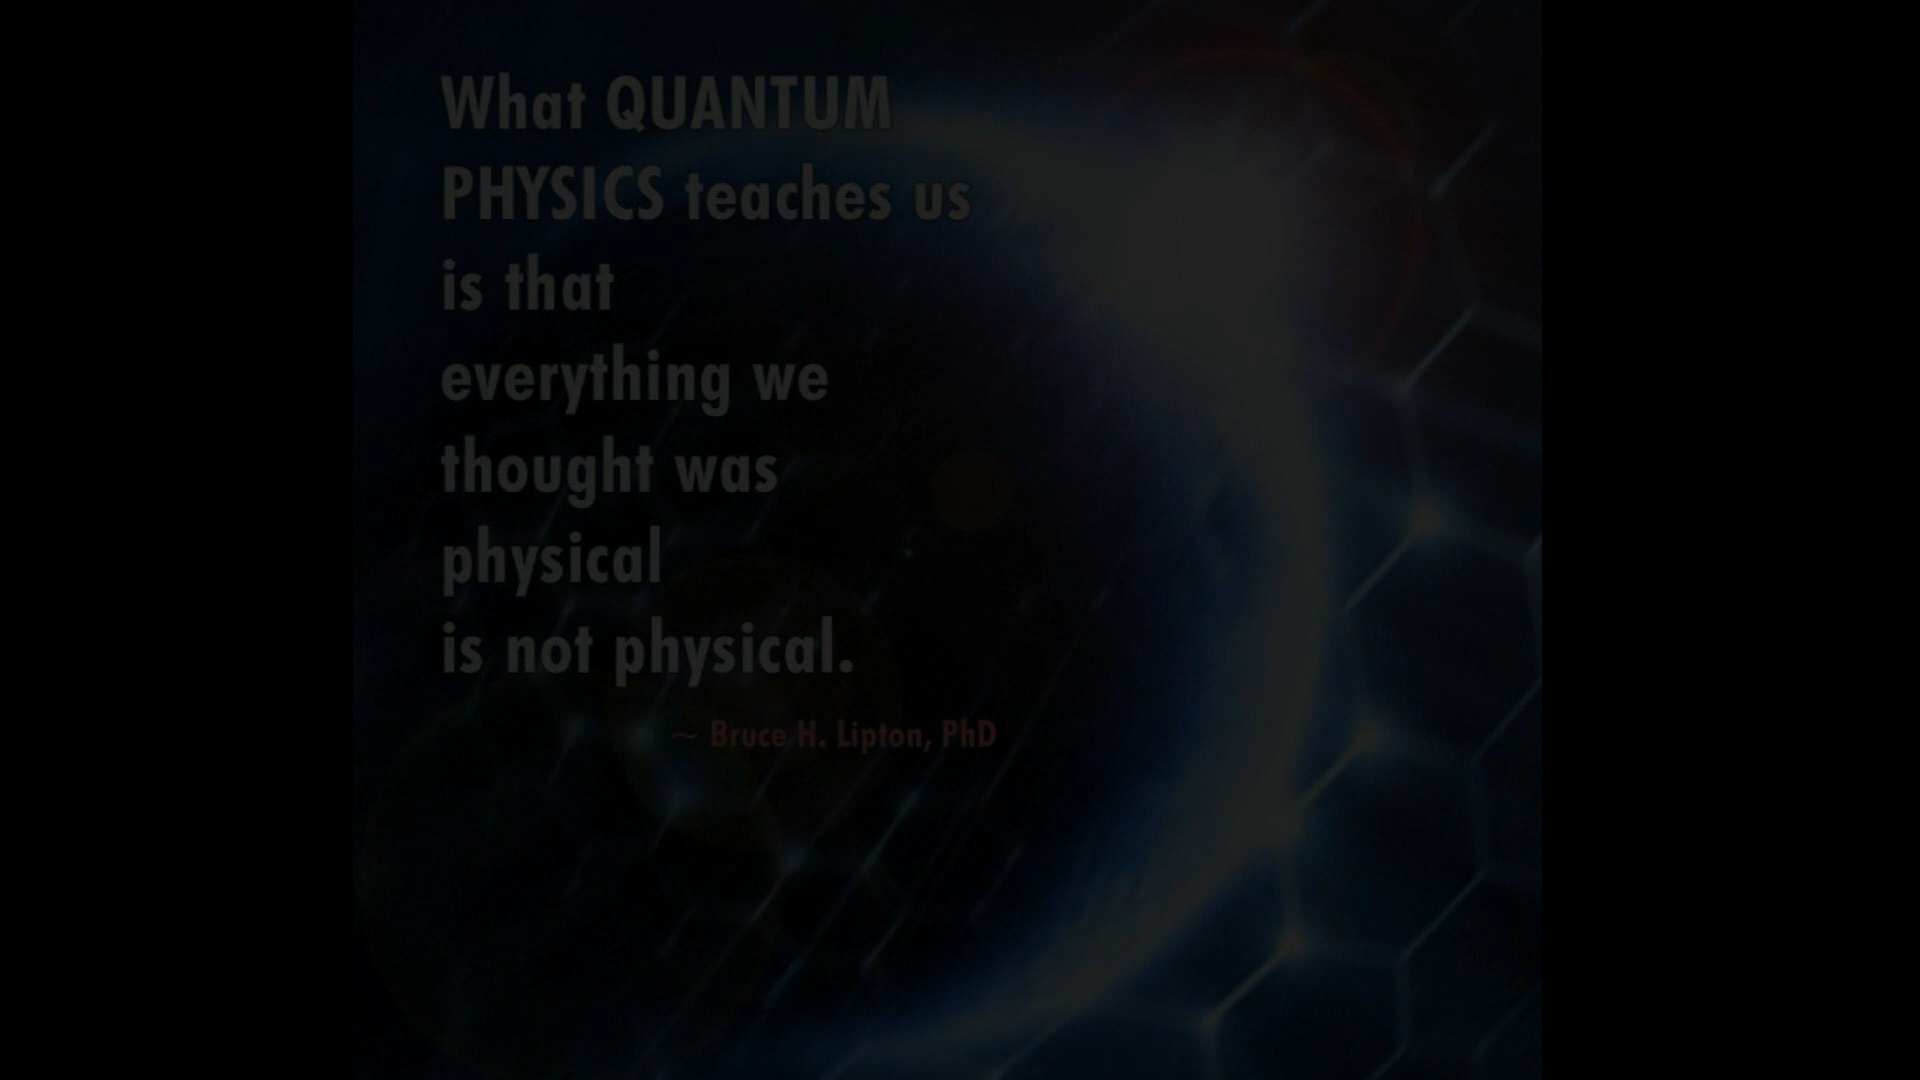 What QUANTUM
PHYSICS teaches us
is that
everything we
thought was
physical
is not physical.
~ Bruce H. Lipton, PhD